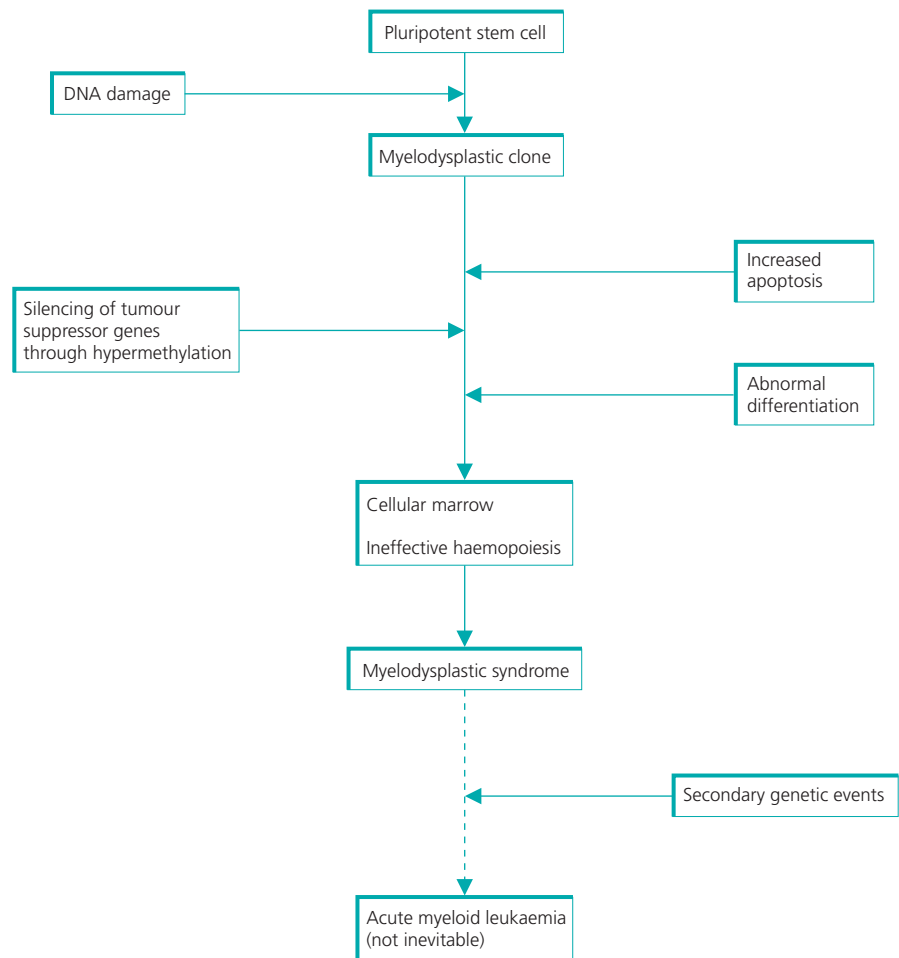 Pluripotent stem cell
DNA damage
Myelodysplastic clone
Increased
apoptosis
Silencing of tumour
suppressor genes
through hypermethylation
Abnormal
differentiation
Cellular marrow
Ineffective haemopoiesis
Myelodysplastic syndrome
Secondary genetic events
Acute myeloid leukaemia
(not inevitable)